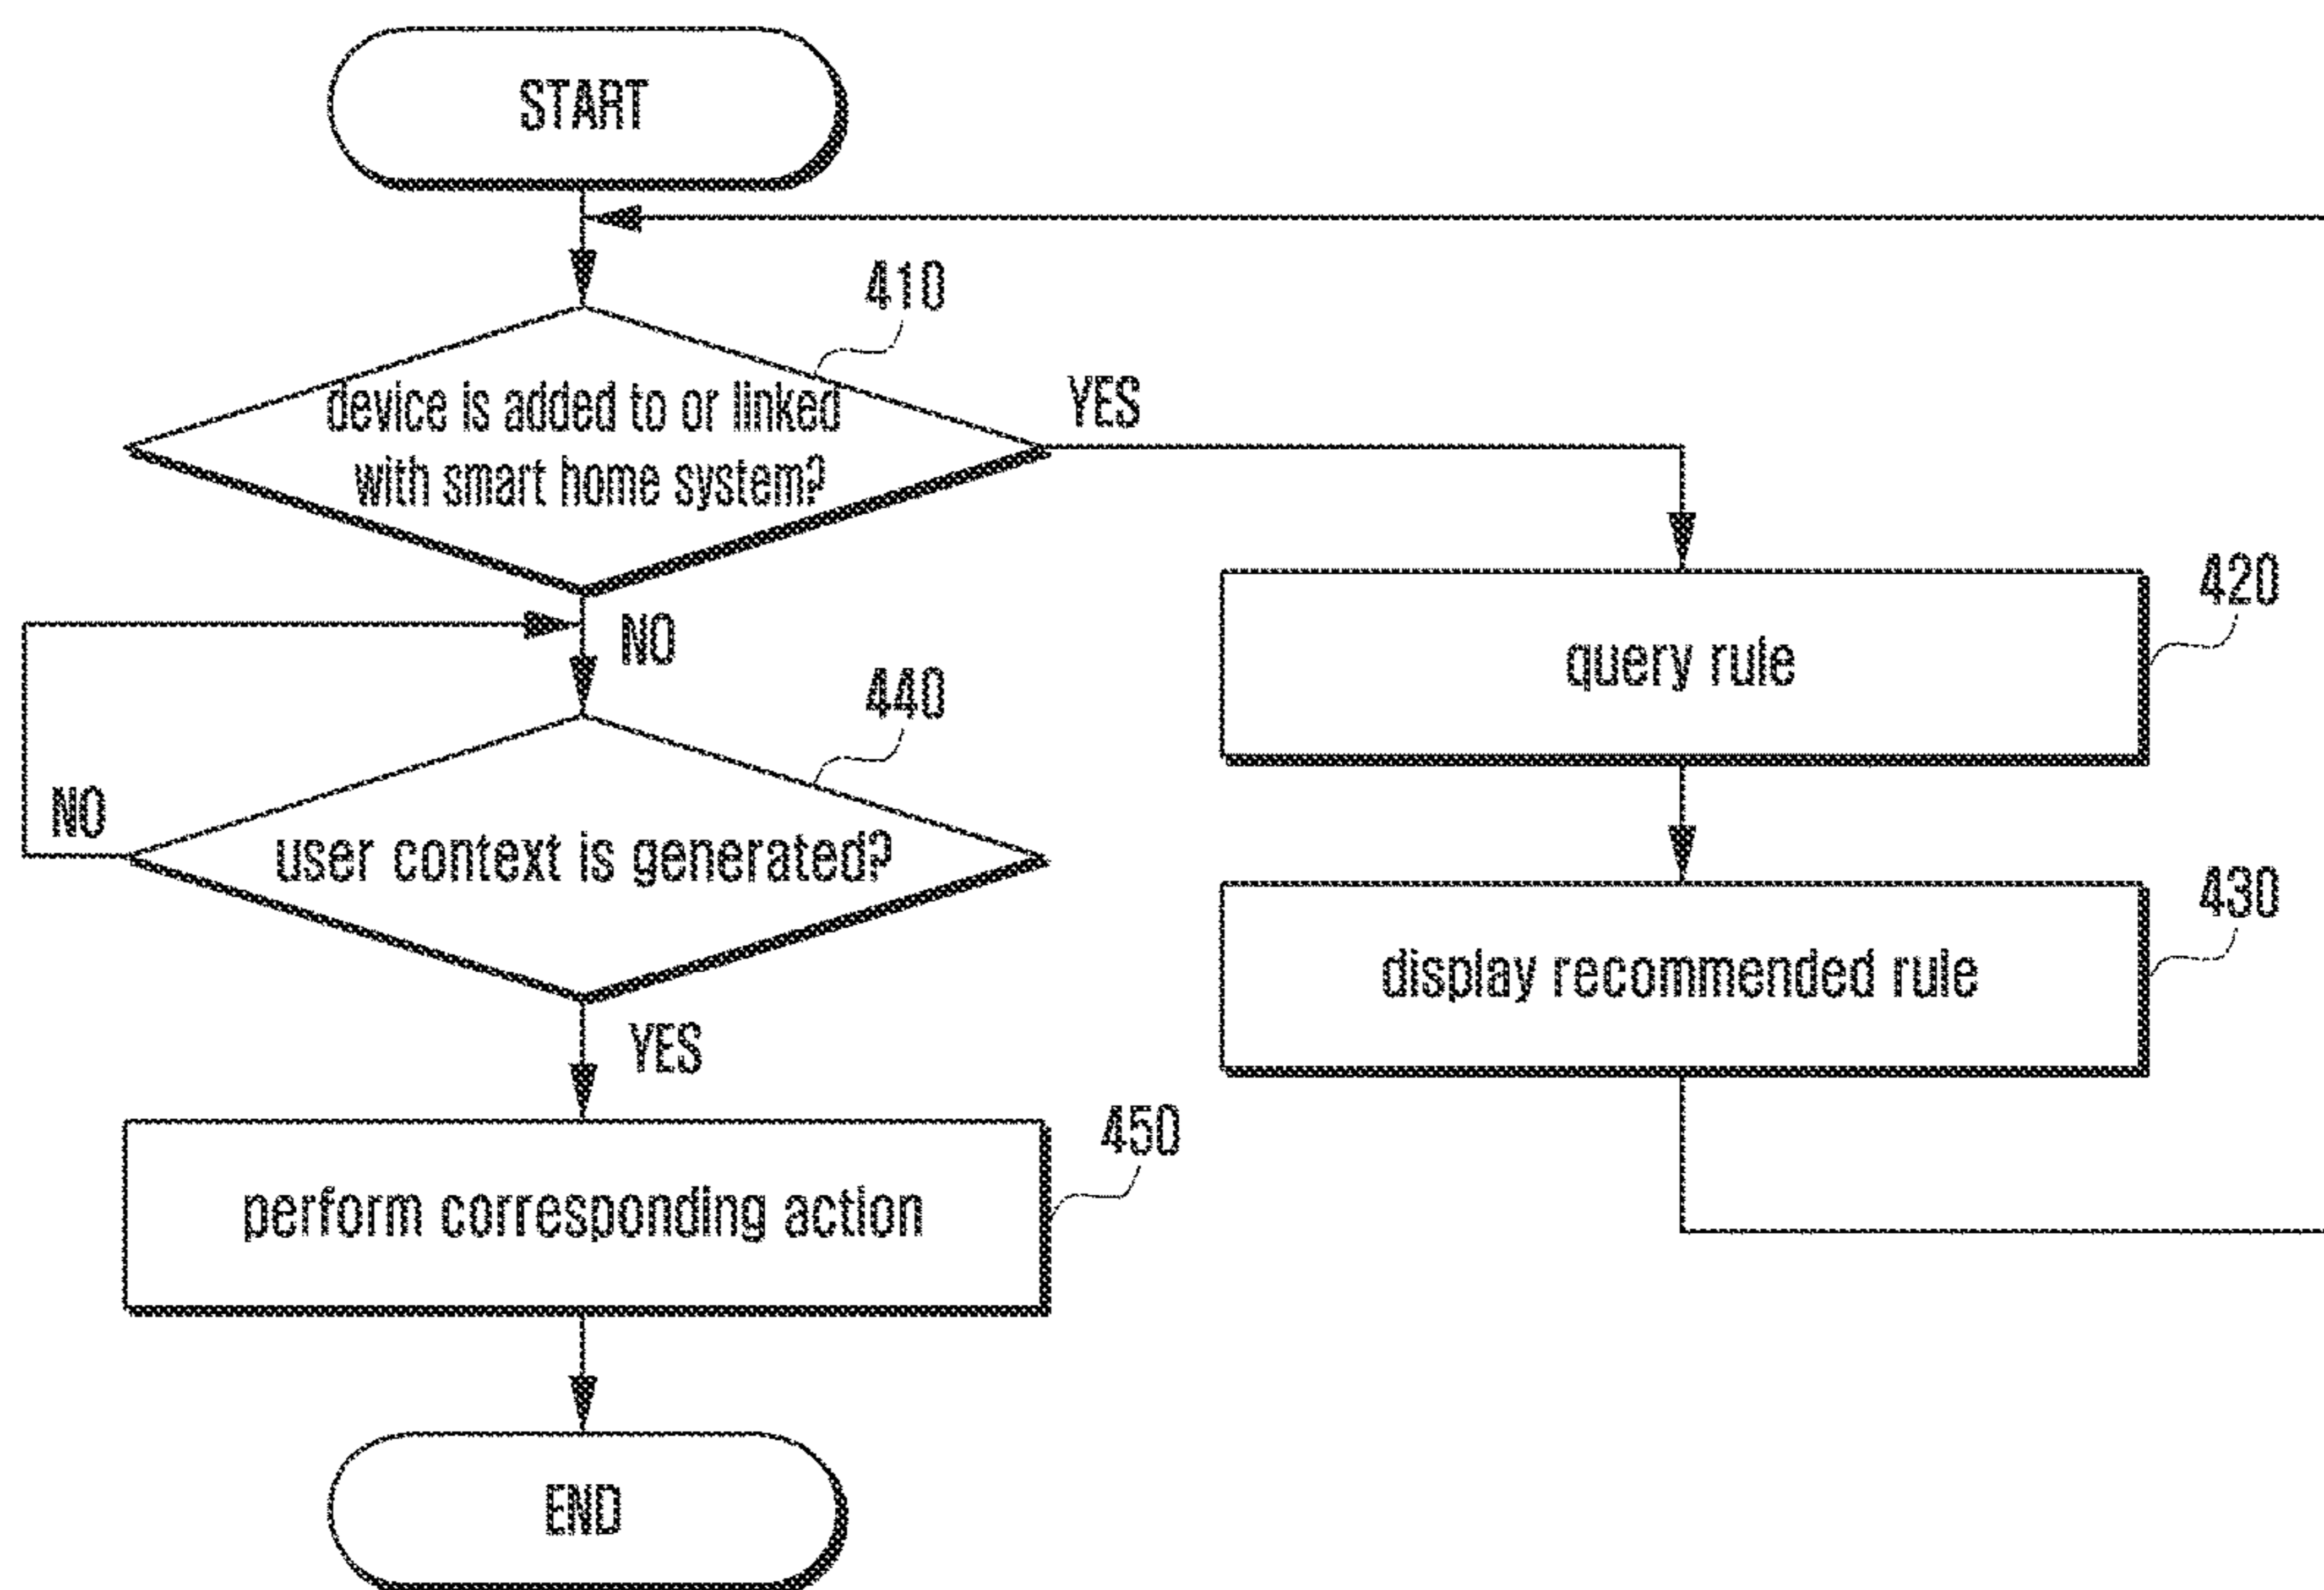 START
410
device is added to or linked
with smart home system?
YES
NO
420
query rule
440
user context is generated?
NO
430
display recommended rule
YES
450
perform corresponding action
END